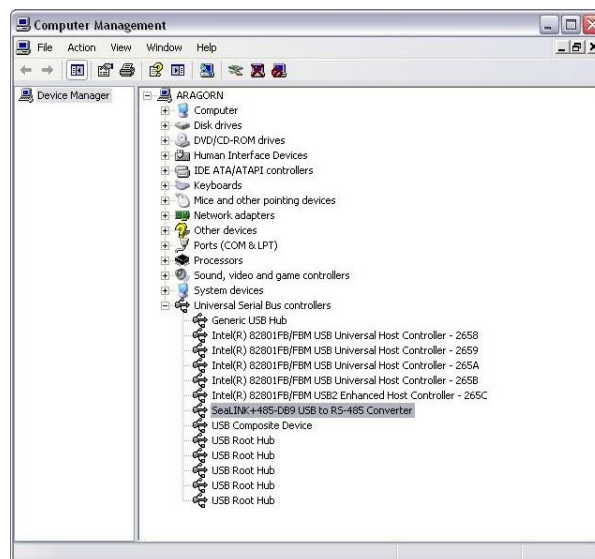 Computer Management
File Action View Window Help
Device Manager
ARAGORN
Computer
Disk drives
DVD/CD-ROM drives
Human Interface Devices
IDE ATA/ATAPI controllers
Keyboards
Mice and other pointing devices
Network adapters
Other devices
Ports (COM & LPT)
Processors
Sound, video and game controllers
System devices
Universal Serial Bus controllers
Generic USB Hub
Intel(R) 82801FB/FBM USB Universal Host Controller - 2658
Intel(R) 82801FB/FBM USB Universal Host Controller - 2659
Intel(R) 82801FB/FBM USB Universal Host Controller - 265A
Intel(R) 82801FB/FBM USB Universal Host Controller - 265B
Intel(R) 82801FB/FBM USB2 Enhanced Host Controller - 265C
SeaLINK+485-DB9 USB to RS-485 Converter
USB Composite Device
USB Root Hub
USB Root Hub
USB Root Hub
USB Root Hub
USB Root Hub